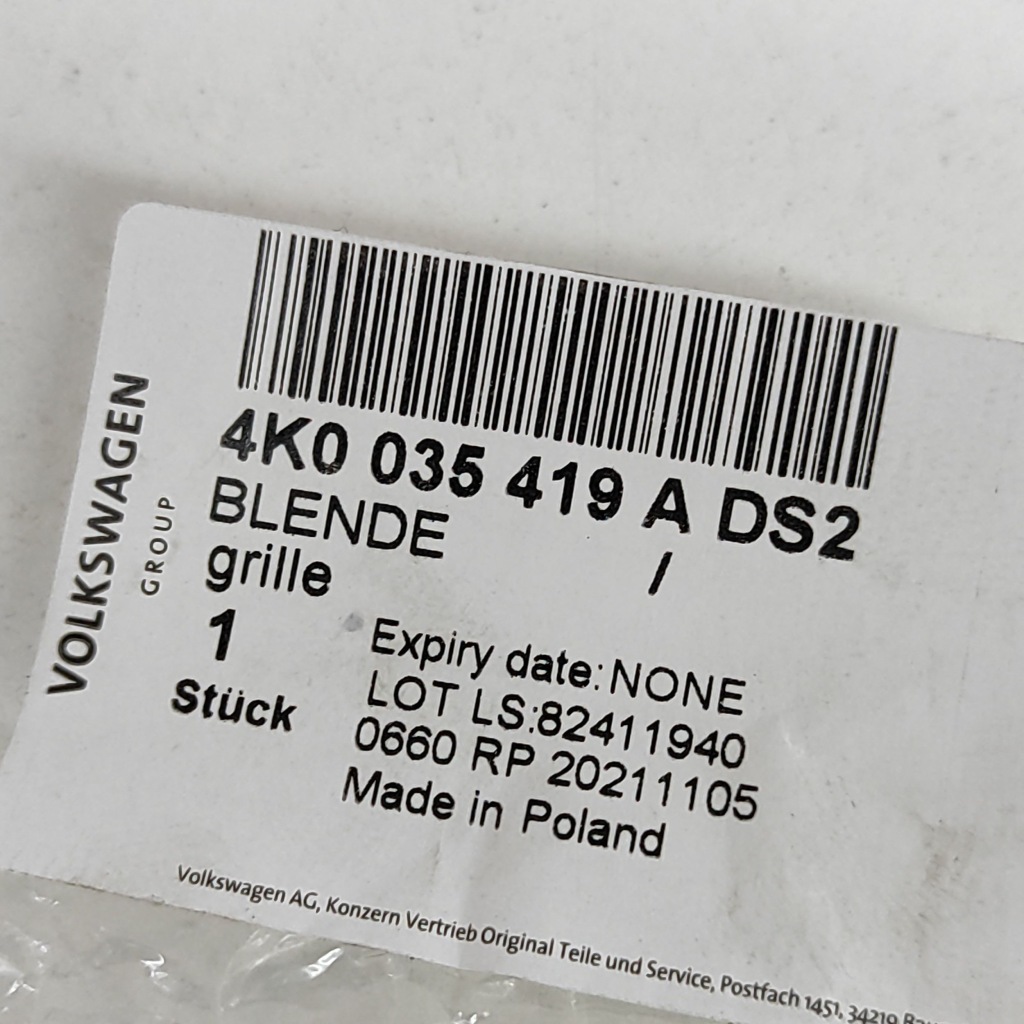 VOLKSWAGEN
GROUP
4K0 035 419 A DS2
BLENDE /
grille
1
Stück
Expiry date: NONE
LOT LS:82411940
0660 RP 20211105
Made in Poland
Volkswagen AG, Konzern Vertrieb Original Teile und Service, Postfach 1451, 34219